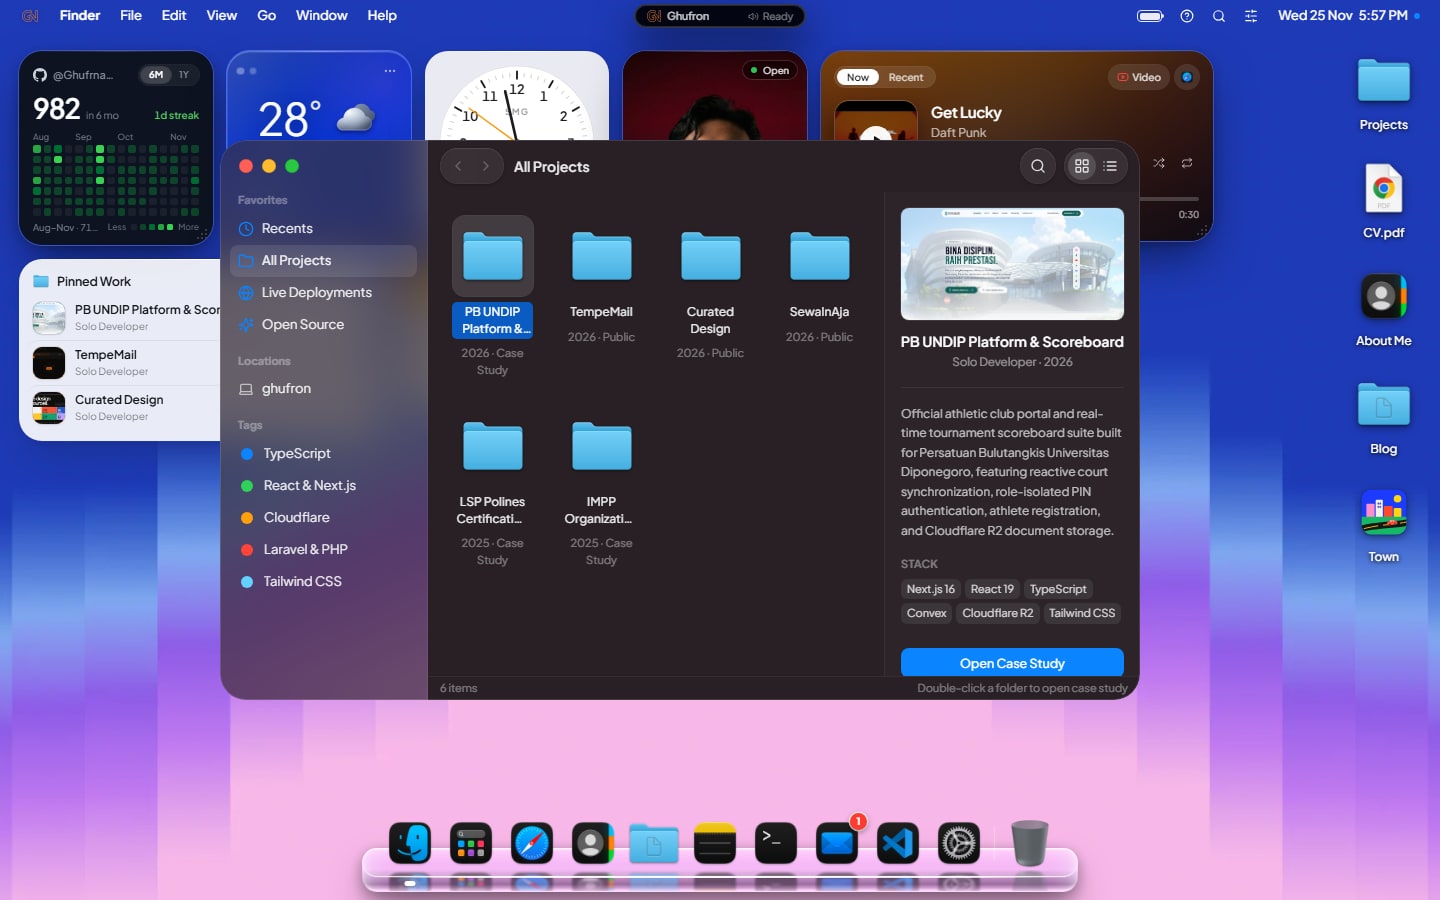 Finder File Edit View Go Window Help
Ghufron Ready
Wed 25 Nov 5:57 PM
@Ghufrna... 6M 1Y
982 in 6 mo 1d streak
Aug Sep Oct Nov
Aug–Nov · 71... Less More
28°
12
11 1
10 2
Open
Now Recent Video
Get Lucky
Daft Punk
0:30
Pinned Work
PB UNDIP Platform & Scor
Solo Developer
TempeMail
Solo Developer
Curated Design
Solo Developer
Favorites
Recents
All Projects
Live Deployments
Open Source
Locations
ghufron
Tags
TypeScript
React & Next.js
Cloudflare
Laravel & PHP
Tailwind CSS
All Projects
PB UNDIP
Platform &...
2026 · Case
Study
TempeMail
2026 · Public
Curated
Design
2026 · Public
SewaInAja
2026 · Public
LSP Polines
Certificati...
2025 · Case
Study
IMPP
Organizati...
2025 · Case
Study
6 items
BINA DISIPLIN.
RAIH PRESTASI.
PB UNDIP Platform & Scoreboard
Solo Developer · 2026
Official athletic club portal and real-
time tournament scoreboard suite built
for Persatuan Bulutangkis Universitas
Diponegoro, featuring reactive court
synchronization, role-isolated PIN
authentication, athlete registration,
and Cloudflare R2 document storage.
STACK
Next.js 16 React 19 TypeScript
Convex Cloudflare R2 Tailwind CSS
Open Case Study
Double-click a folder to open case study
Projects
PDF
CV.pdf
About Me
Blog
Town
>_
1